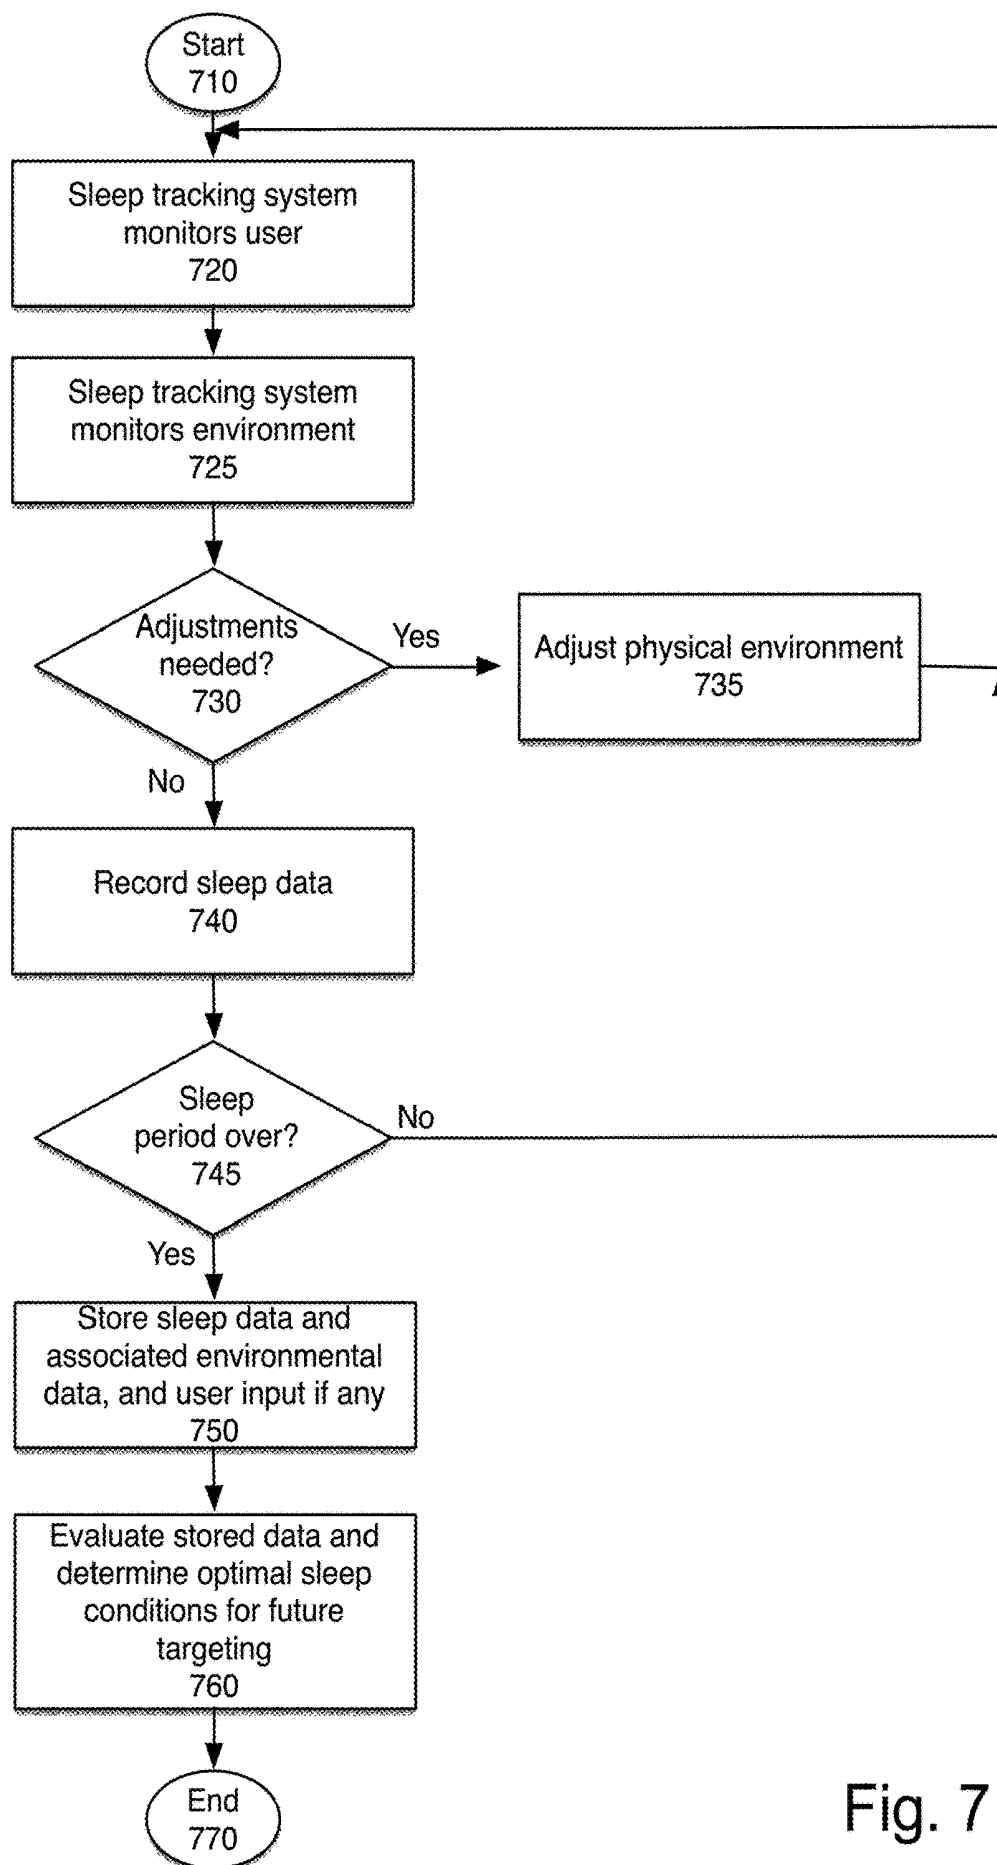 Start
710
Sleep tracking system
monitors user
720
Sleep tracking system
monitors environment
725
Adjustments
needed?
730
Yes
Adjust physical environment
735
No
Record sleep data
740
Sleep
period over?
745
No
Yes
Store sleep data and
associated environmental
data, and user input if any
750
Evaluate stored data and
determine optimal sleep
conditions for future
targeting
760
End
770
Fig. 7